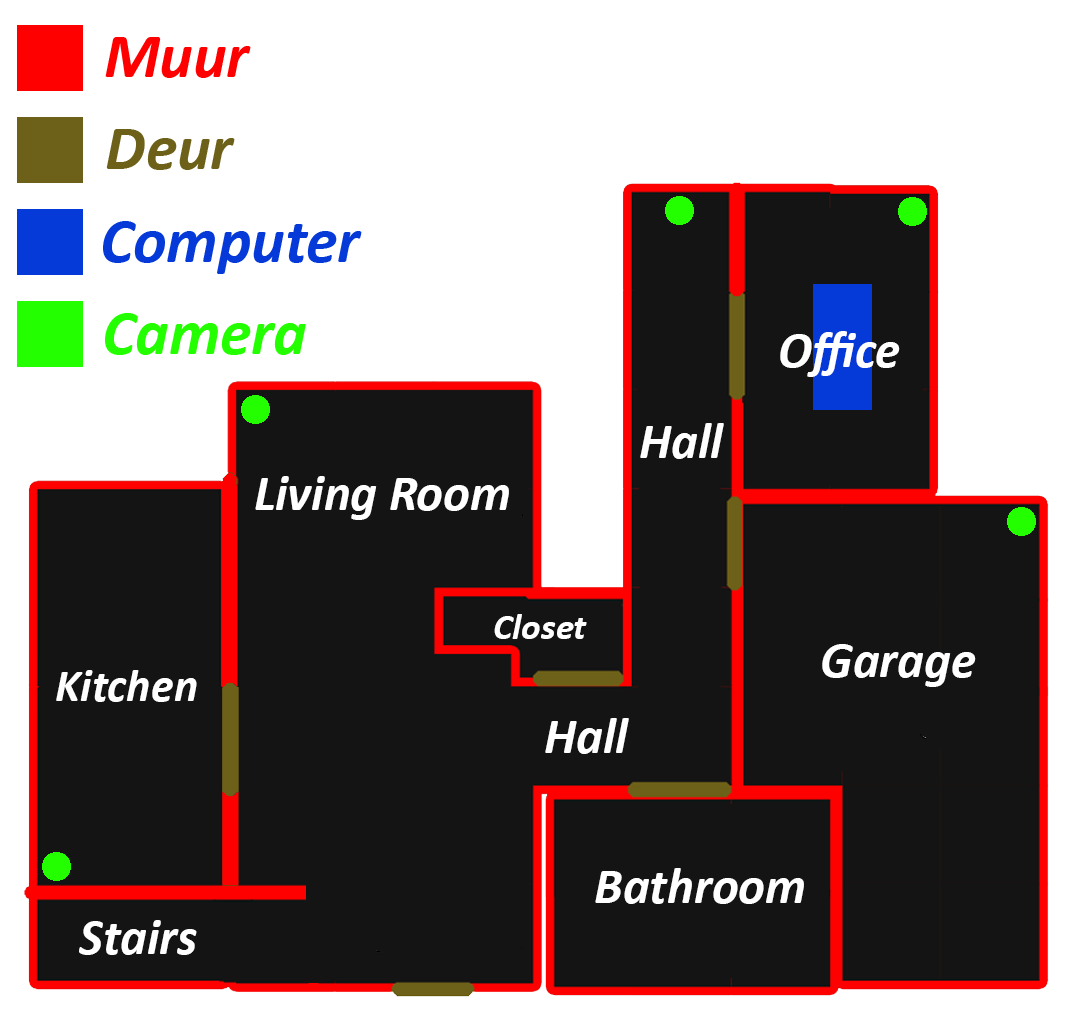 Muur
Deur
Computer
Camera
Office
Hall
Living Room
Closet
Garage
Kitchen
Hall
Bathroom
Stairs